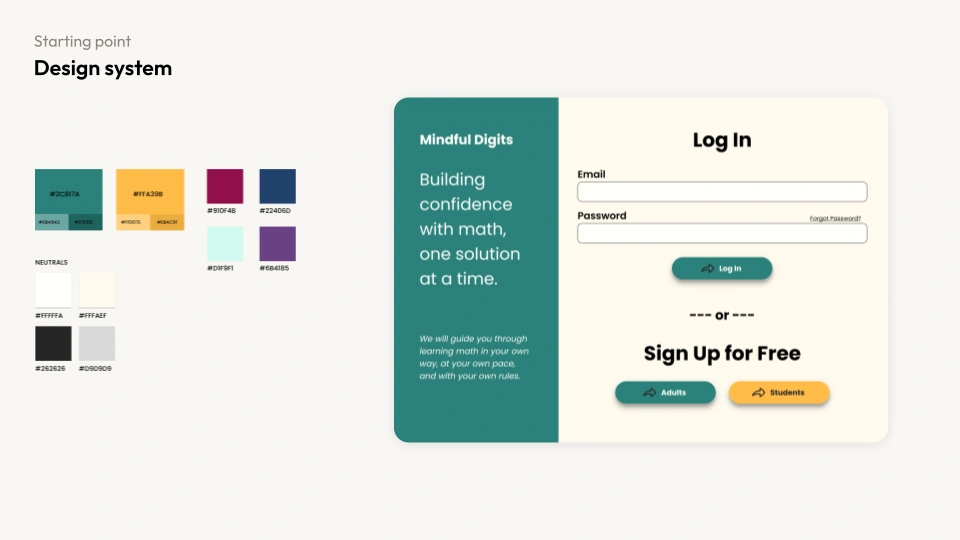 Starting point
Design system
#2C817A
#FFA39B
#910F4B
#22406D
#D1F9F1
#6B4185
NEUTRALS
#FFFFFA
#FFFAEF
#262626
#D9D9D9
Mindful Digits
Building
confidence
with math,
one solution
at a time.
We will guide you through
learning math in your own
way, at your own pace,
and with your own rules.
Log In
Email
Password
Forgot Password?
Log In
--- or ---
Sign Up for Free
Adults
Students